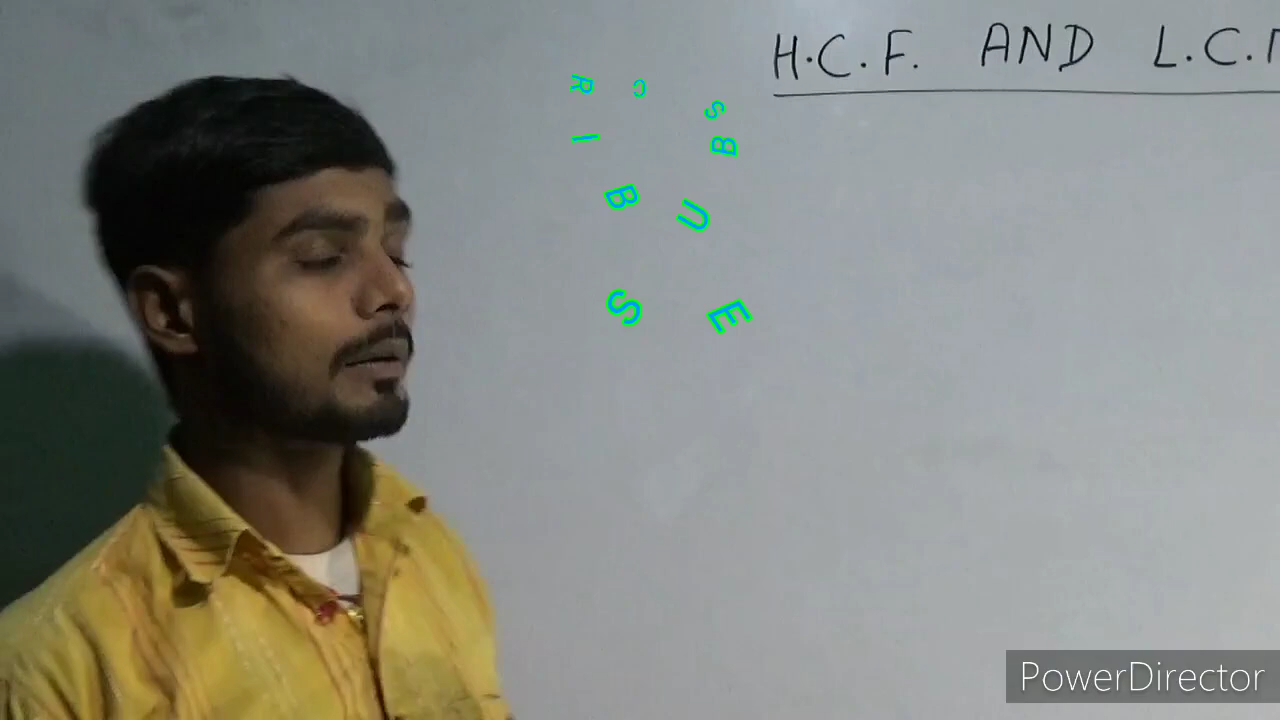 H.C.F. AND L.C.
R C S
I B
B U
S E
PowerDirector